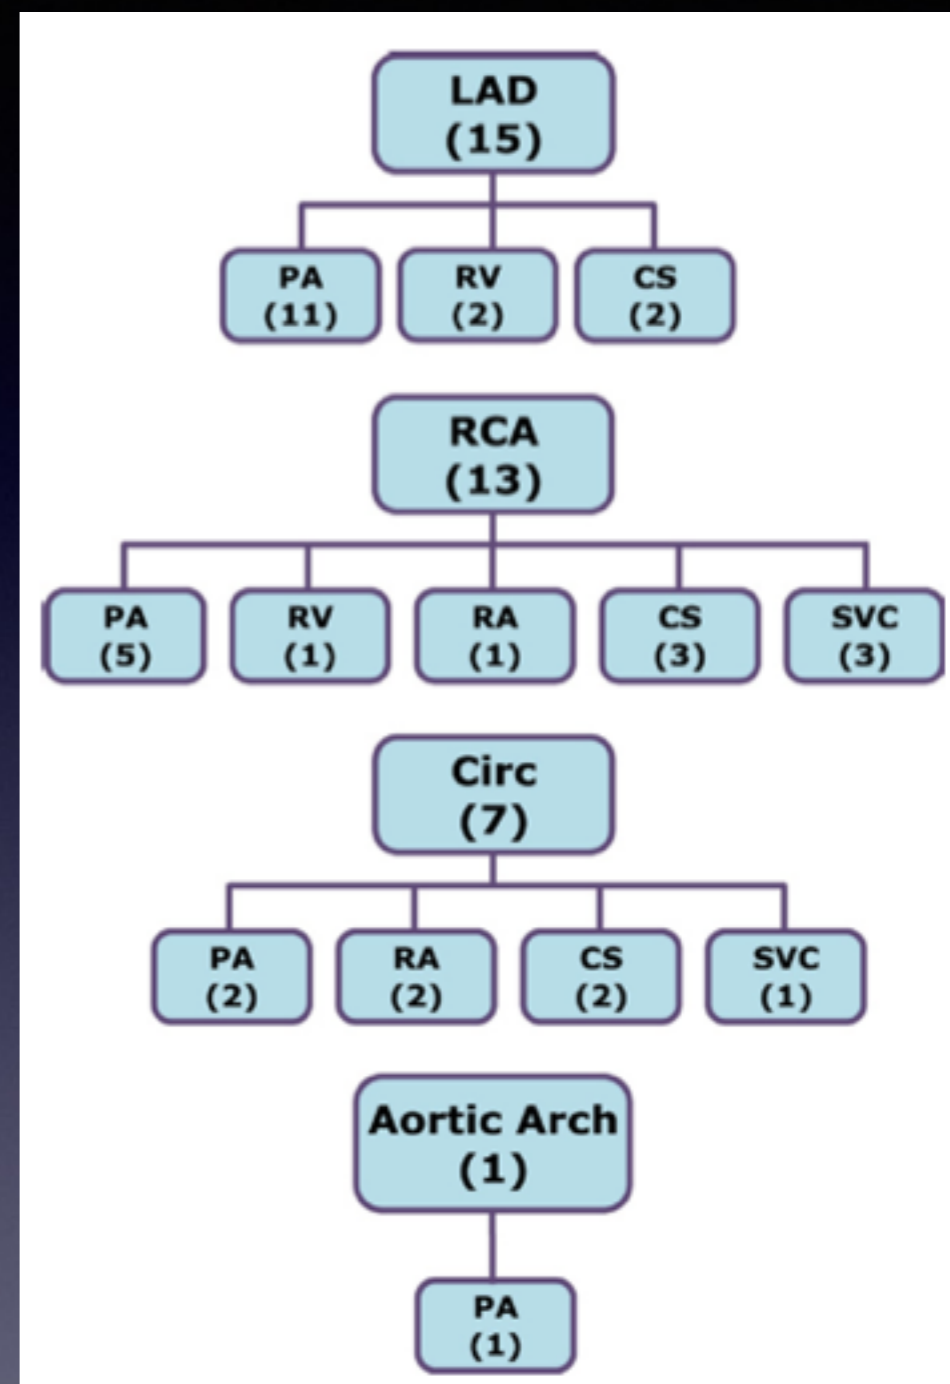 LAD
(15)
PA
(11)
RV
(2)
CS
(2)
RCA
(13)
PA
(5)
RV
(1)
RA
(1)
CS
(3)
SVC
(3)
Circ
(7)
PA
(2)
RA
(2)
CS
(2)
SVC
(1)
Aortic Arch
(1)
PA
(1)